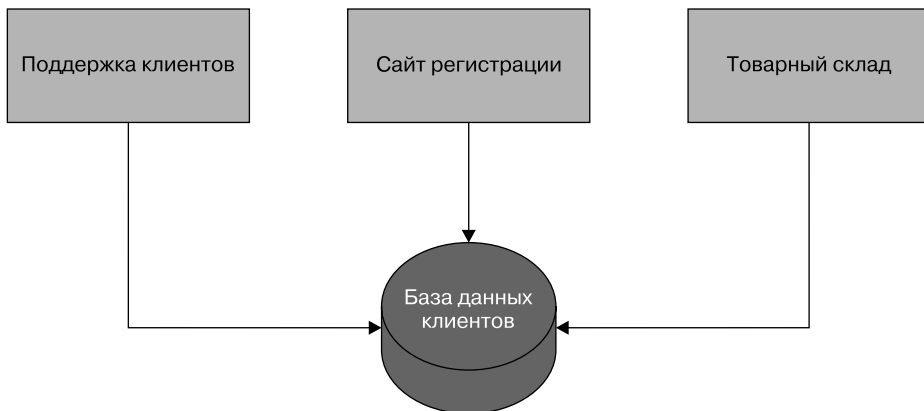 Поддержка клиентов
Сайт регистрации
Товарный склад
База данных
клиентов